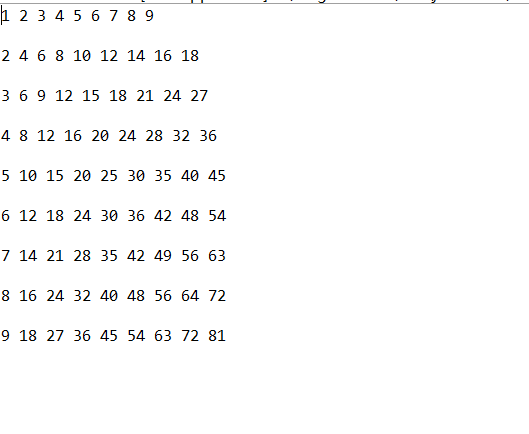 1 2 3 4 5 6 7 8 9
2 4 6 8 10 12 14 16 18
3 6 9 12 15 18 21 24 27
4 8 12 16 20 24 28 32 36
5 10 15 20 25 30 35 40 45
6 12 18 24 30 36 42 48 54
7 14 21 28 35 42 49 56 63
8 16 24 32 40 48 56 64 72
9 18 27 36 45 54 63 72 81